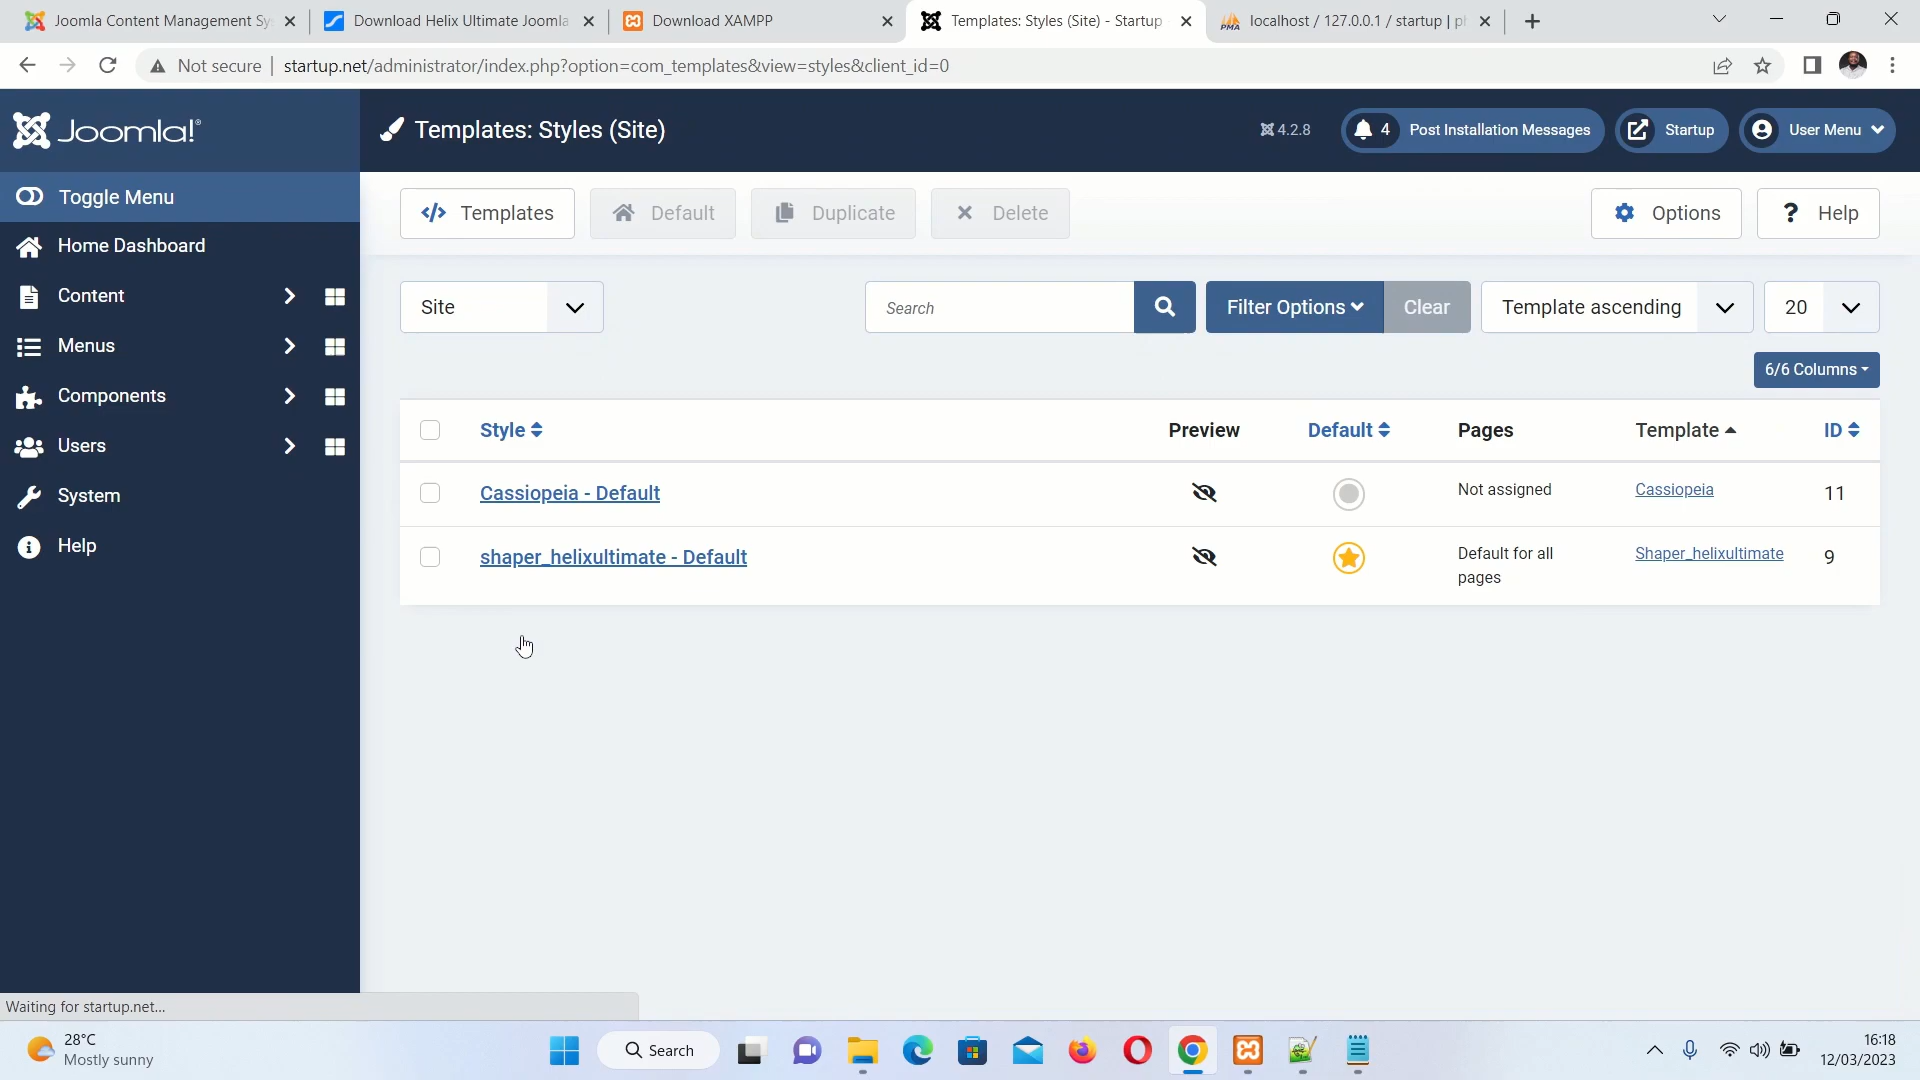 Joomla Content Management Sy
Download Helix Ultimate Joomla
Download XAMPP
Templates: Styles (Site) - Startup
localhost / 127.0.0.1 / startup | ph
Not secure
startup.net/administrator/index.php?option=com_templates&view=styles&client_id=0
Joomla!
Templates: Styles (Site)
4.2.8
4
Post Installation Messages
Startup
User Menu
Toggle Menu
Home Dashboard
Content
Menus
Components
Users
System
Help
Templates
Default
Duplicate
Delete
Options
? Help
Site
Search
Filter Options
Clear
Template ascending
20
6/6 Columns
Style
Preview
Default
Pages
Template
ID
Cassiopeia - Default
Not assigned
Cassiopeia
11
shaper_helixultimate - Default
Default for all
pages
Shaper_helixultimate
9
Waiting for startup.net...
28°C
Mostly sunny
Search
16:18
12/03/2023